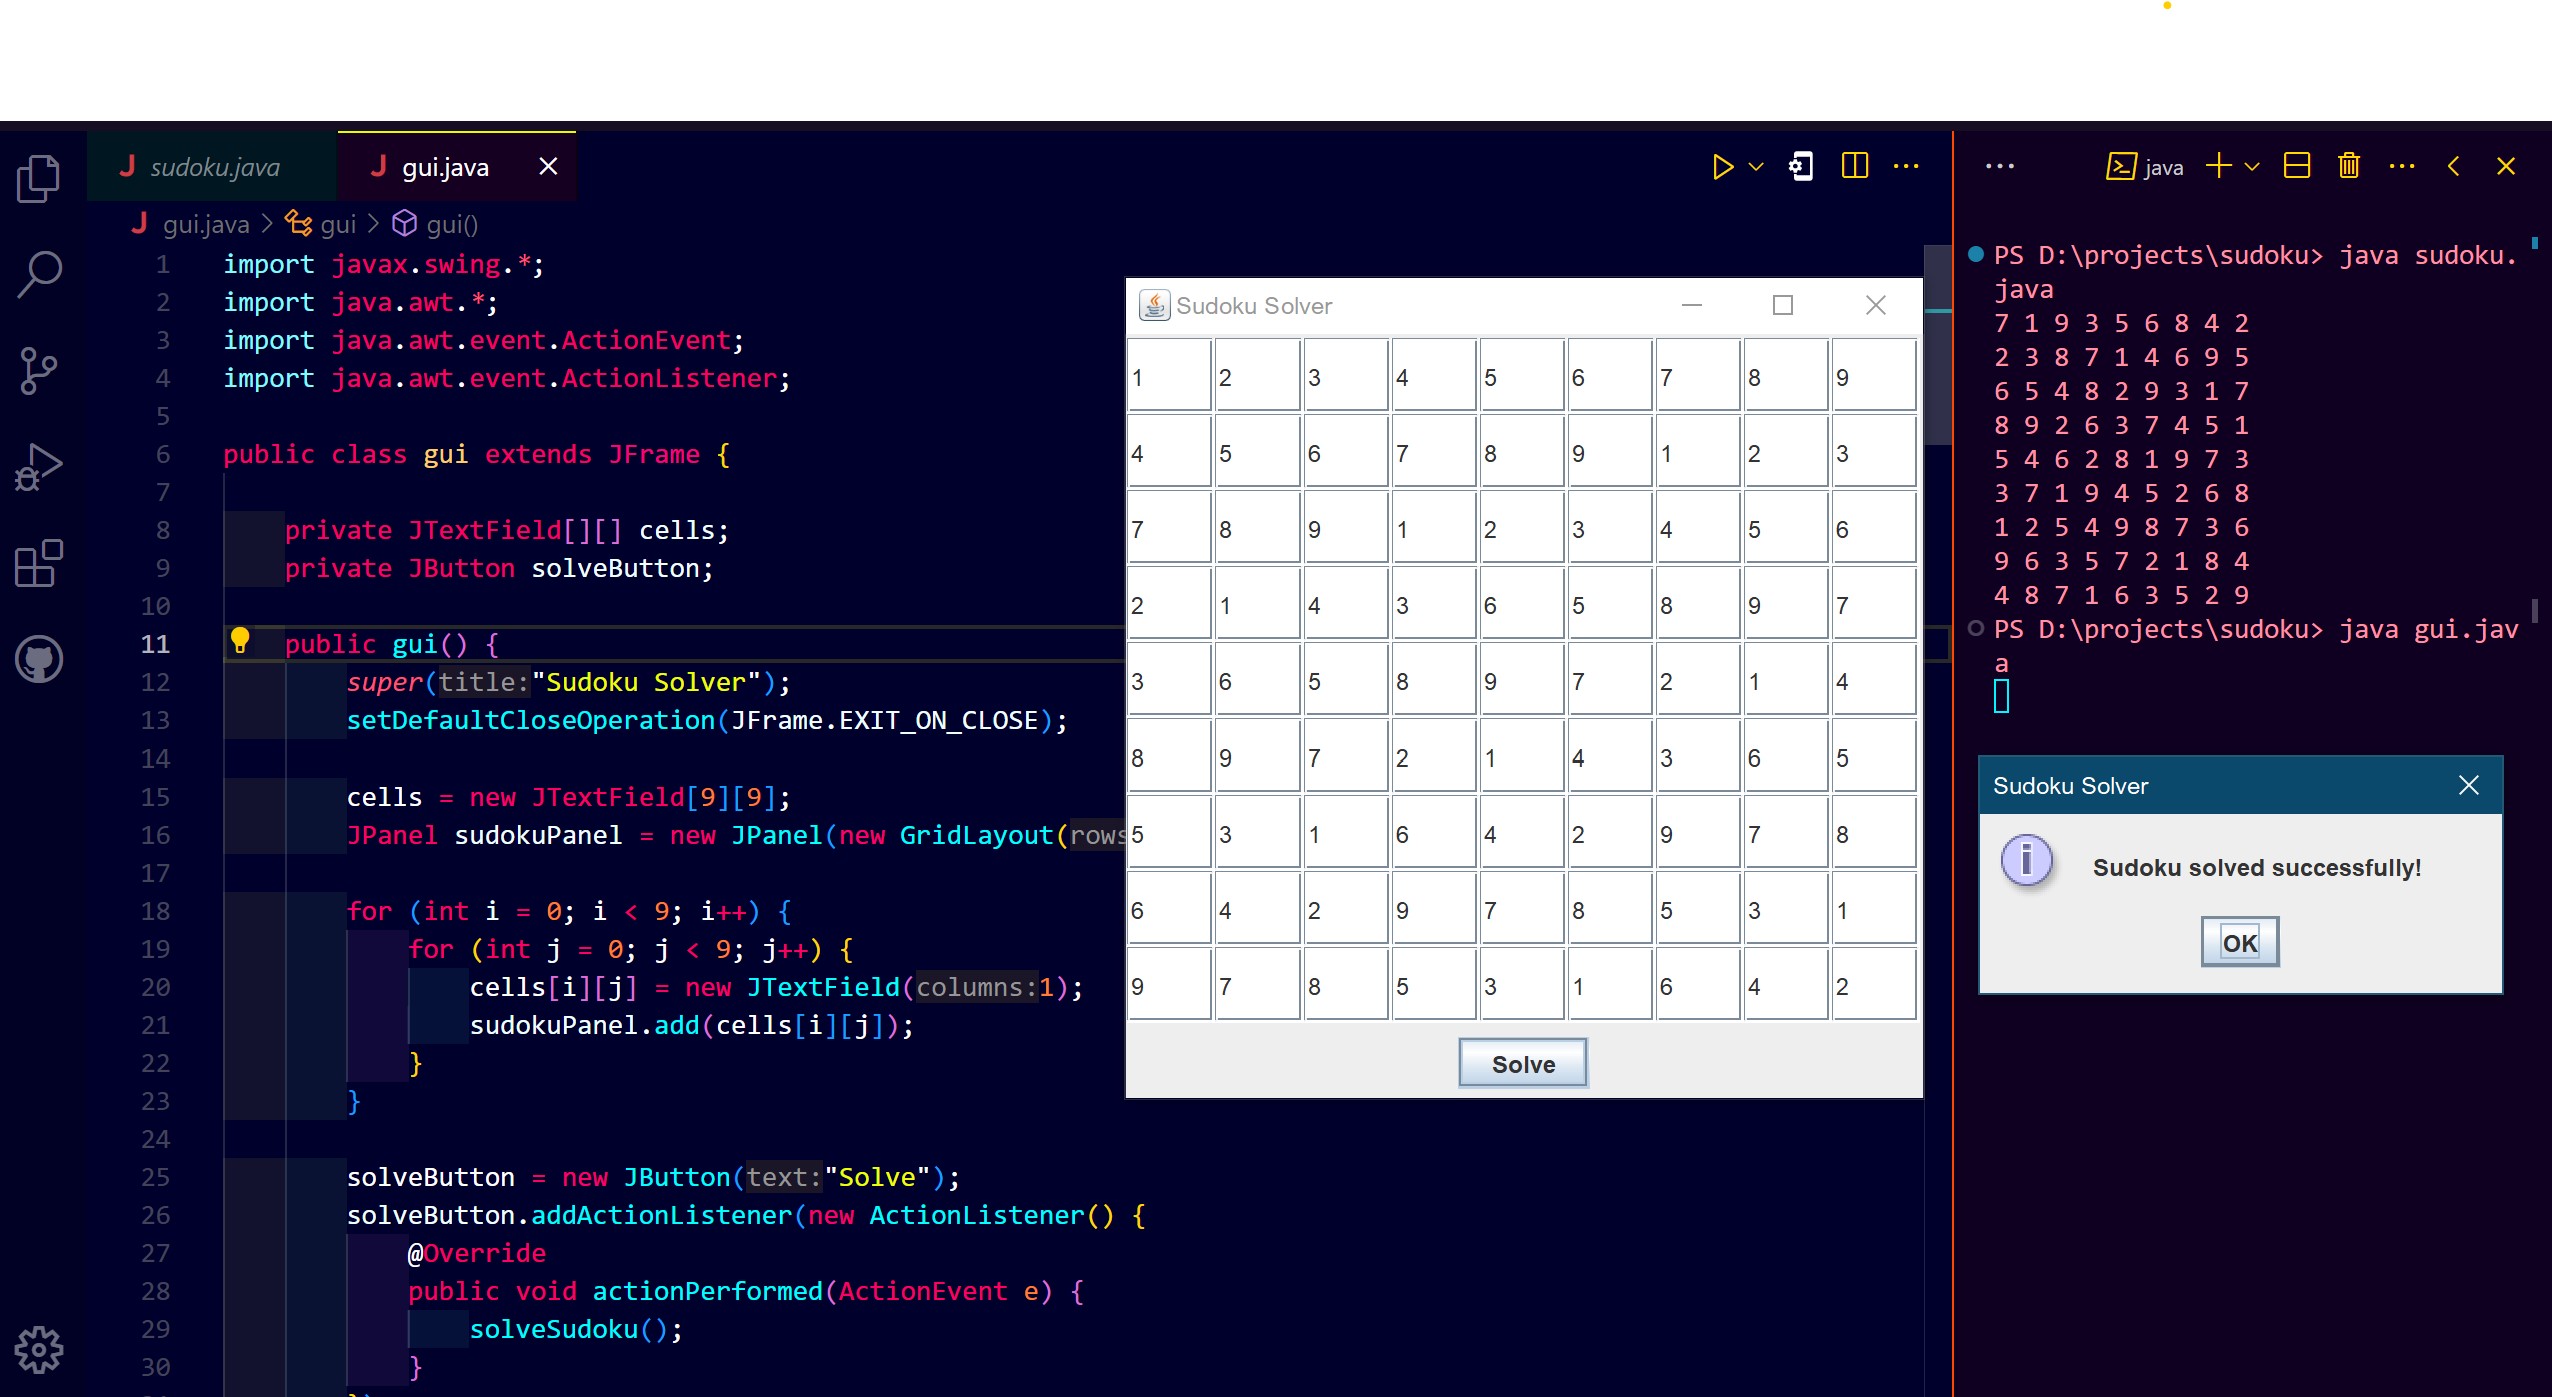 sudoku.java gui.java
gui.java > gui > gui()
1 import javax.swing.*;
2 import java.awt.*;
3 import java.awt.event.ActionEvent;
4 import java.awt.event.ActionListener;
5
6 public class gui extends JFrame {
7
8 private JTextField[][] cells;
9 private JButton solveButton;
10
11 public gui() {
12 super(title:"Sudoku Solver");
13 setDefaultCloseOperation(JFrame.EXIT_ON_CLOSE);
14
15 cells = new JTextField[9][9];
16 JPanel sudokuPanel = new JPanel(new GridLayout(rows
17
18 for (int i = 0; i < 9; i++) {
19 for (int j = 0; j < 9; j++) {
20 cells[i][j] = new JTextField(columns:1);
21 sudokuPanel.add(cells[i][j]);
22 }
23 }
24
25 solveButton = new JButton(text:"Solve");
26 solveButton.addActionListener(new ActionListener() {
27 @Override
28 public void actionPerformed(ActionEvent e) {
29 solveSudoku();
30 }
Sudoku Solver
1 2 3 4 5 6 7 8 9
4 5 6 7 8 9 1 2 3
7 8 9 1 2 3 4 5 6
2 1 4 3 6 5 8 9 7
3 6 5 8 9 7 2 1 4
8 9 7 2 1 4 3 6 5
5 3 1 6 4 2 9 7 8
6 4 2 9 7 8 5 3 1
9 7 8 5 3 1 6 4 2
Solve
java
PS D:\projects\sudoku> java sudoku.
java
7 1 9 3 5 6 8 4 2
2 3 8 7 1 4 6 9 5
6 5 4 8 2 9 3 1 7
8 9 2 6 3 7 4 5 1
5 4 6 2 8 1 9 7 3
3 7 1 9 4 5 2 6 8
1 2 5 4 9 8 7 3 6
9 6 3 5 7 2 1 8 4
4 8 7 1 6 3 5 2 9
PS D:\projects\sudoku> java gui.jav
a
Sudoku Solver
Sudoku solved successfully!
OK